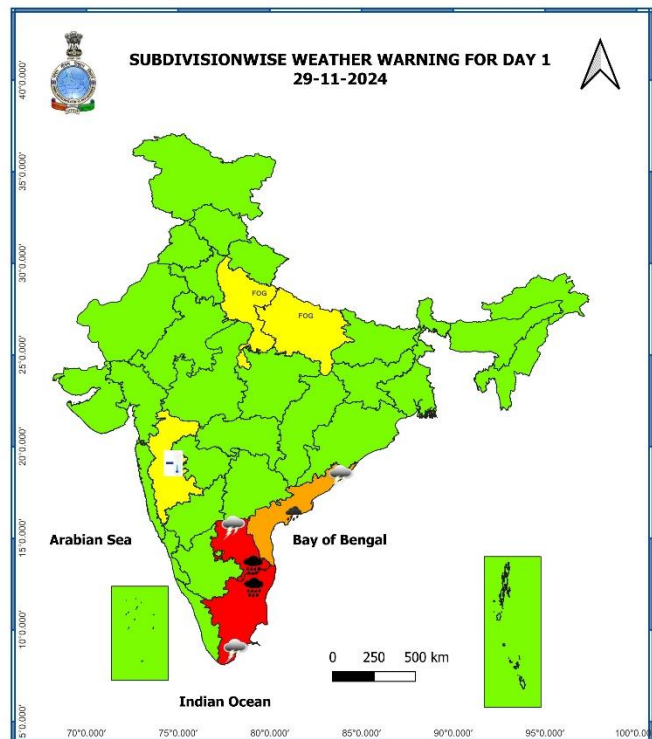 SUBDIVISIONWISE WEATHER WARNING FOR DAY 1
29-11-2024
40°0.000'
35°0.000'
30°0.000'
25°0.000'
20°0.000'
15°0.000'
10°0.000'
5°0.000'
FOG
FOG
Arabian Sea
Bay of Bengal
0 250 500 km
Indian Ocean
70°0.000' 75°0.000' 80°0.000' 85°0.000' 90°0.000' 95°0.000' 100°0.0